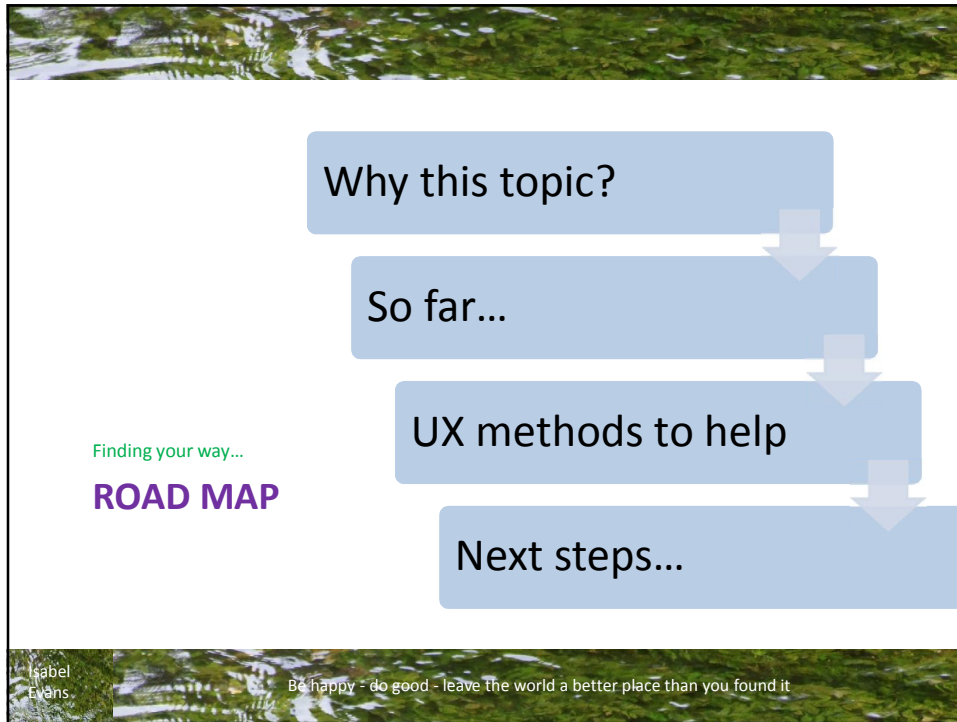 Why this topic?
So far…
UX methods to help
Next steps…
Finding your way…
ROAD MAP
Isabel
Evans
Be happy - do good - leave the world a better place than you found it